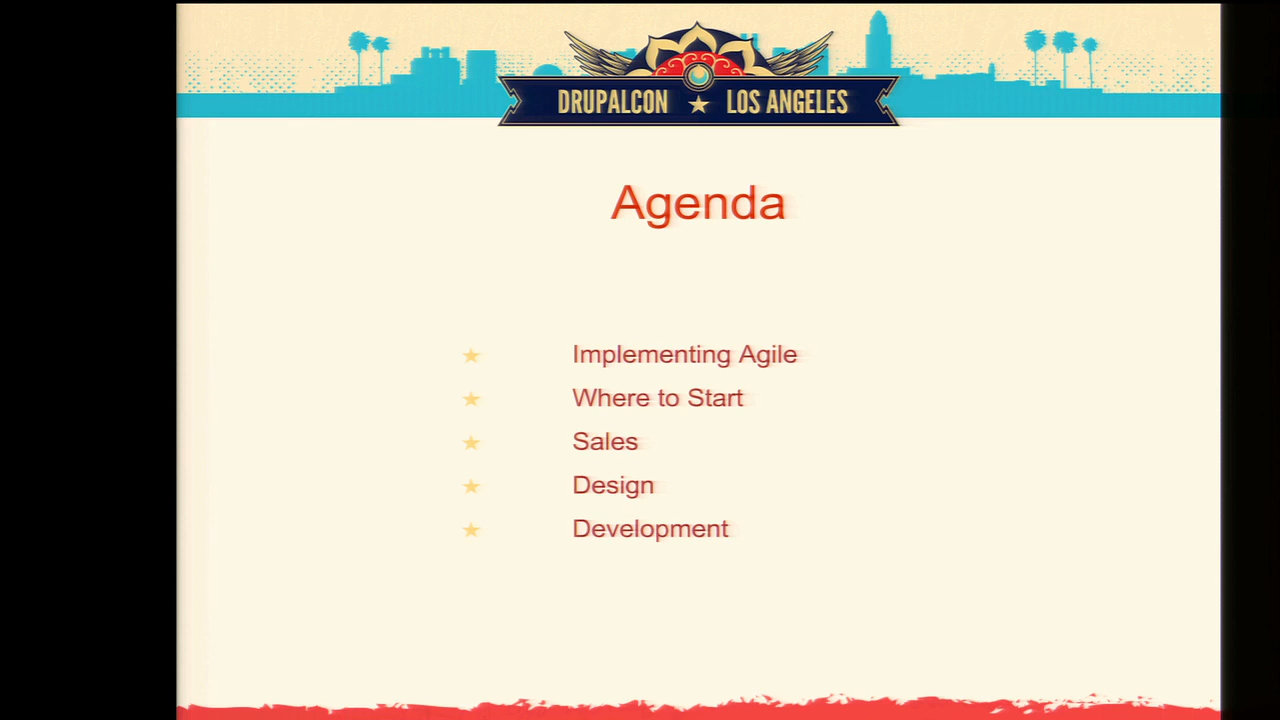 DRUPALCON ★ LOS ANGELES
Agenda
★ Implementing Agile
★ Where to Start
★ Sales
★ Design
★ Development